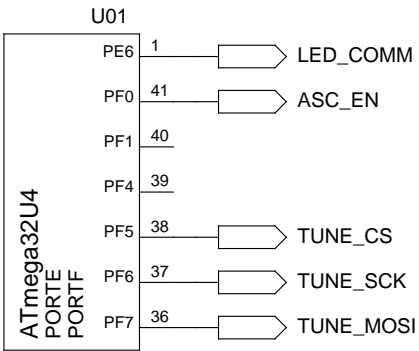 U01
PE6 1 LED_COMM
PF0 41 ASC_EN
PF1 40
PF4 39
PF5 38 TUNE_CS
PF6 37 TUNE_SCK
PF7 36 TUNE_MOSI
ATmega32U4
PORTE
PORTF